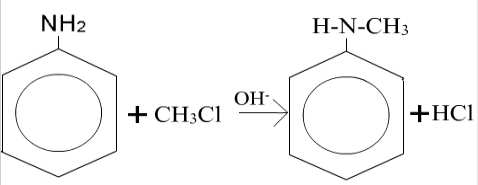 NH2
H-N-CH3
+ CH3Cl OH- +HCl